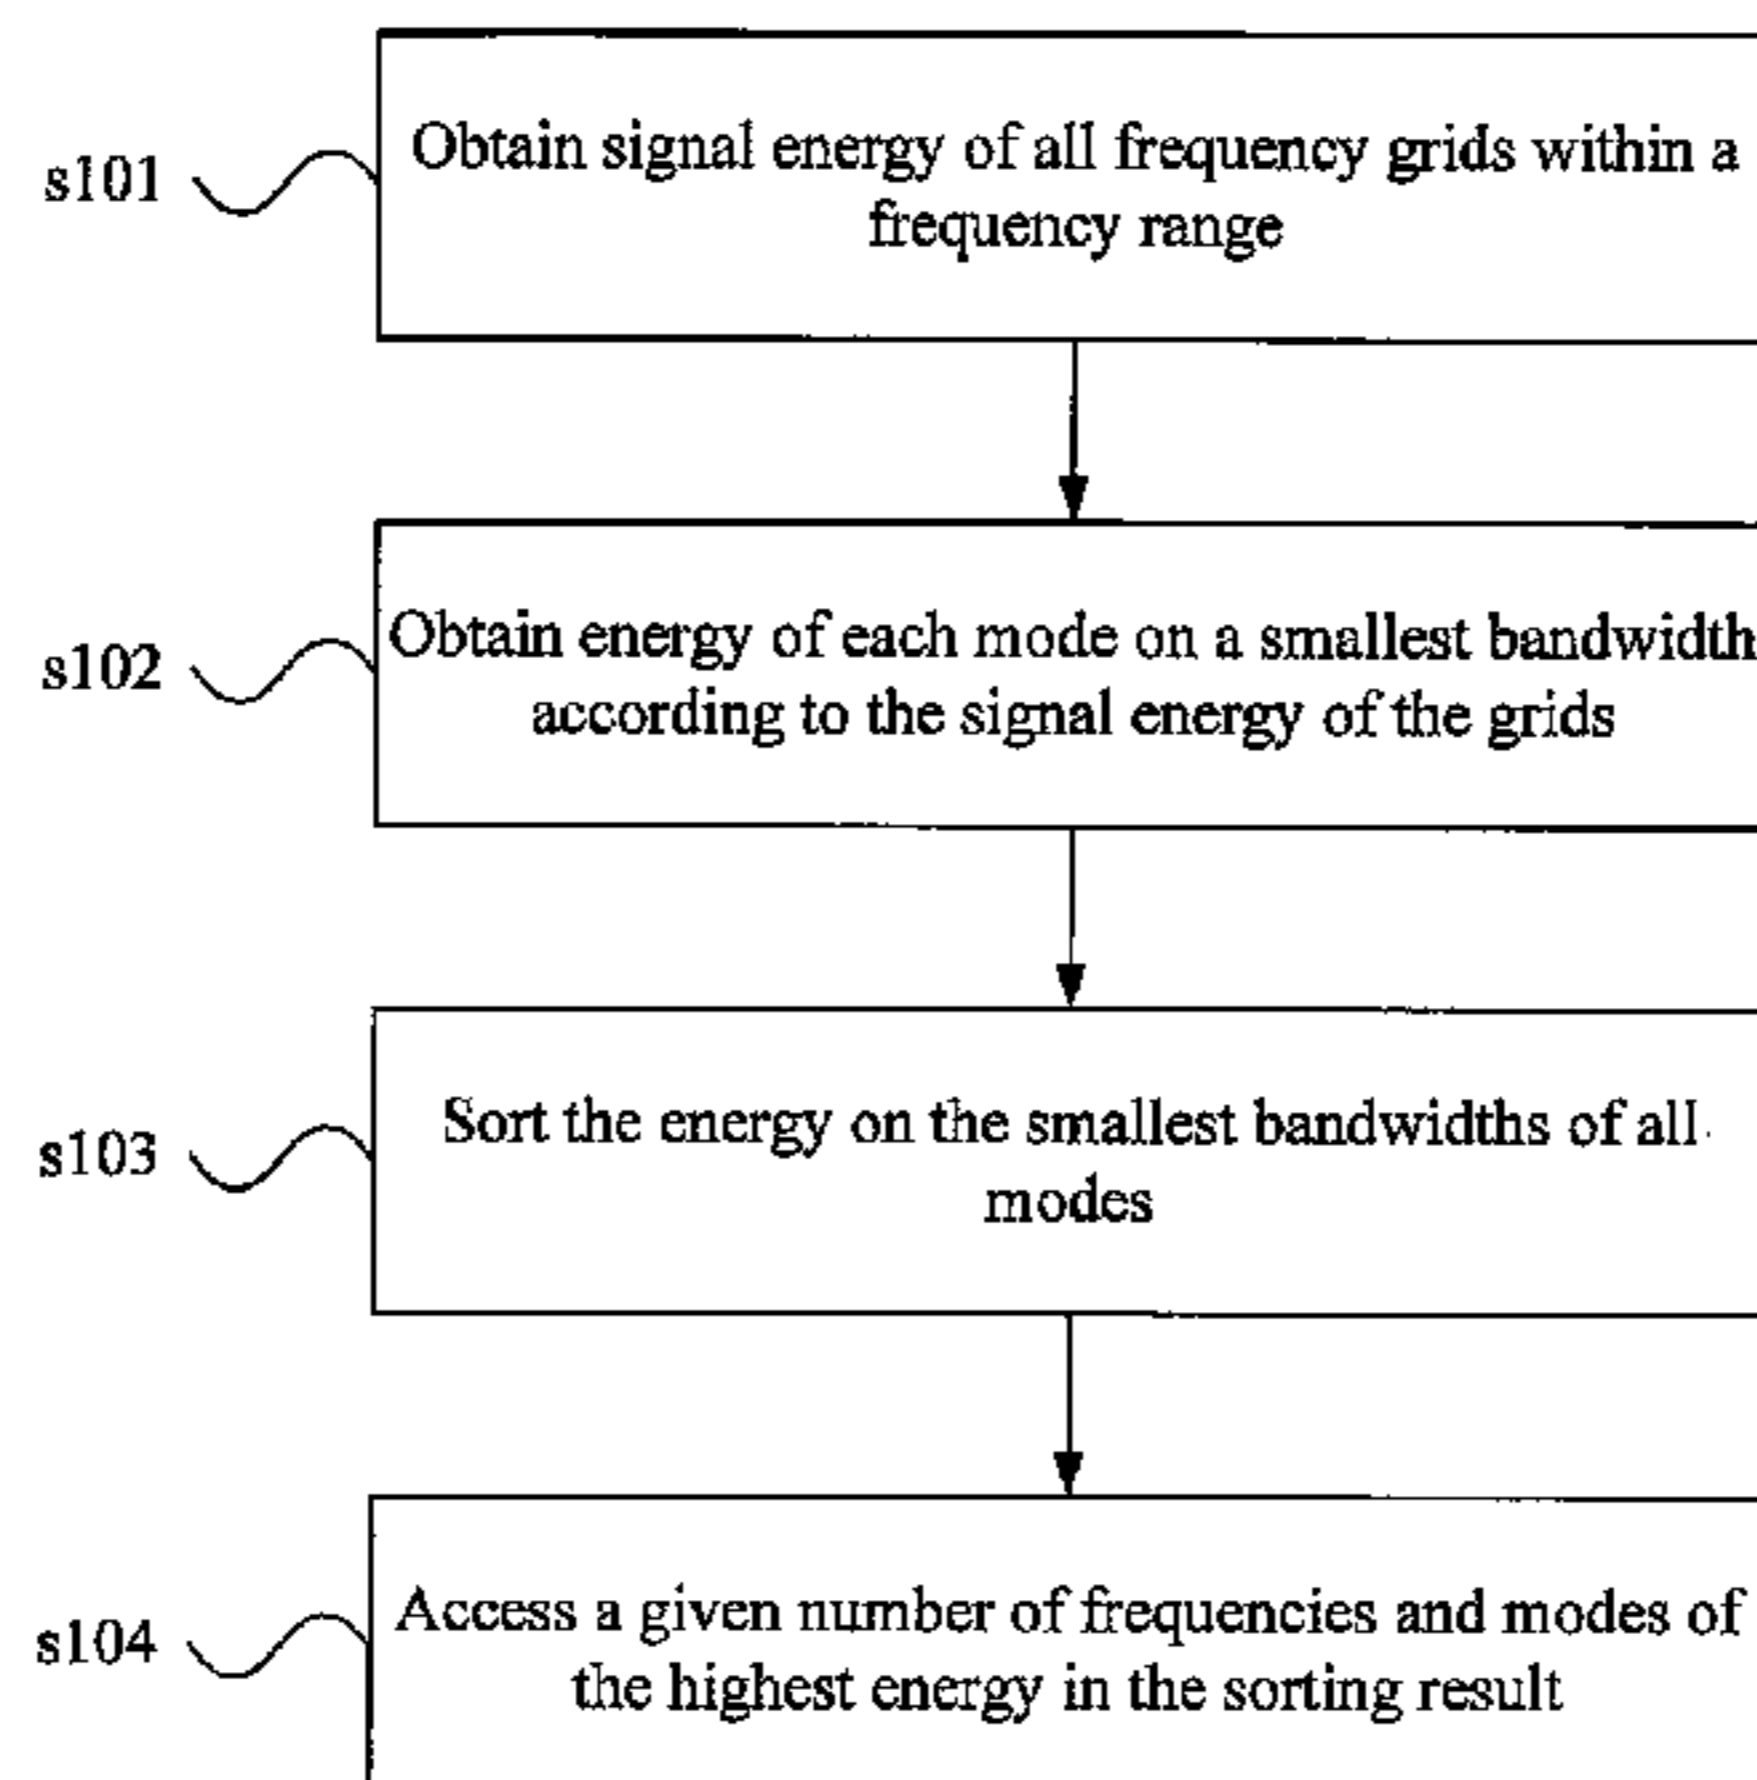 s101
Obtain signal energy of all frequency grids within a
frequency range
s102
Obtain energy of each mode on a smallest bandwidth
according to the signal energy of the grids
s103
Sort the energy on the smallest bandwidths of all
modes
s104
Access a given number of frequencies and modes of
the highest energy in the sorting result